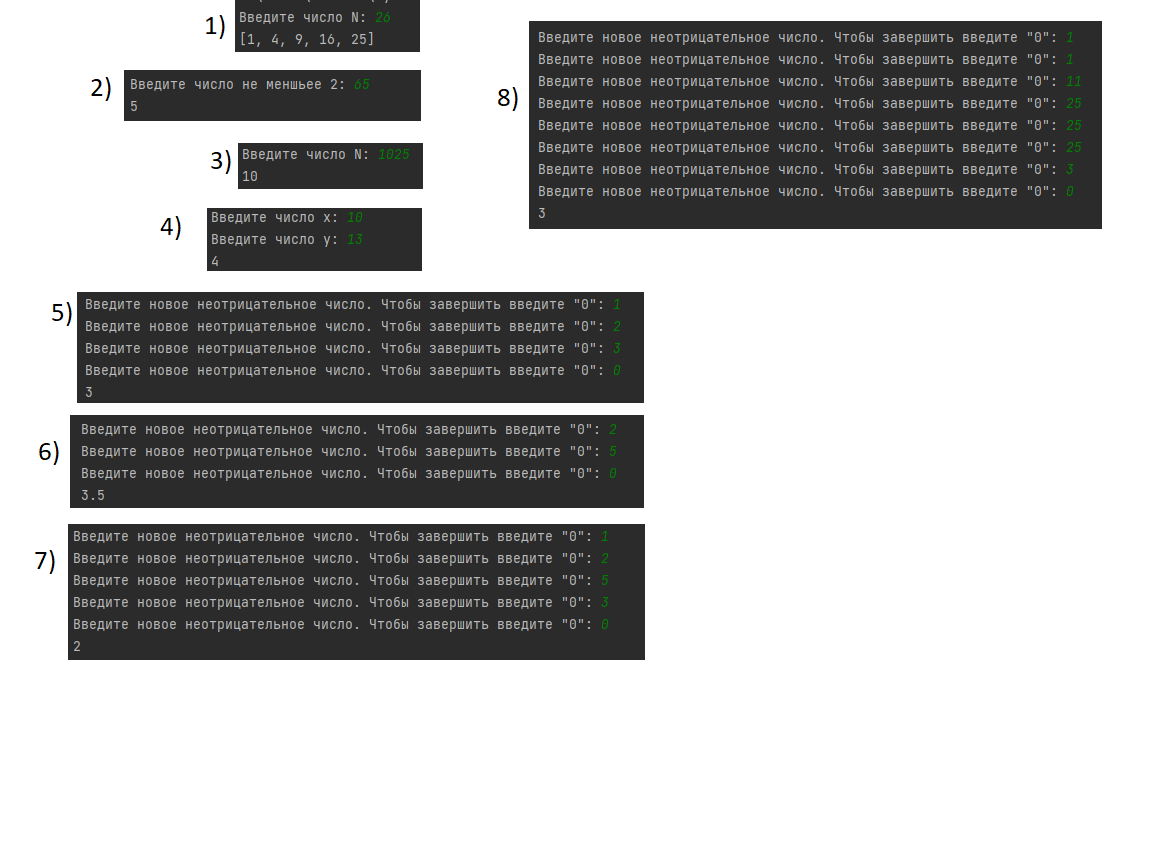 1)
Введите число N: 26
[1, 4, 9, 16, 25]
2)
Введите число не меншьее 2: 65
5
3)
Введите число N: 1025
10
4)
Введите число x: 10
Введите число y: 13
4
5)
Введите новое неотрицательное число. Чтобы завершить введите "0": 1
Введите новое неотрицательное число. Чтобы завершить введите "0": 2
Введите новое неотрицательное число. Чтобы завершить введите "0": 3
Введите новое неотрицательное число. Чтобы завершить введите "0": 0
3
6)
Введите новое неотрицательное число. Чтобы завершить введите "0": 2
Введите новое неотрицательное число. Чтобы завершить введите "0": 5
Введите новое неотрицательное число. Чтобы завершить введите "0": 0
3.5
7)
Введите новое неотрицательное число. Чтобы завершить введите "0": 1
Введите новое неотрицательное число. Чтобы завершить введите "0": 2
Введите новое неотрицательное число. Чтобы завершить введите "0": 5
Введите новое неотрицательное число. Чтобы завершить введите "0": 3
Введите новое неотрицательное число. Чтобы завершить введите "0": 0
2
8)
Введите новое неотрицательное число. Чтобы завершить введите "0": 1
Введите новое неотрицательное число. Чтобы завершить введите "0": 1
Введите новое неотрицательное число. Чтобы завершить введите "0": 11
Введите новое неотрицательное число. Чтобы завершить введите "0": 25
Введите новое неотрицательное число. Чтобы завершить введите "0": 25
Введите новое неотрицательное число. Чтобы завершить введите "0": 25
Введите новое неотрицательное число. Чтобы завершить введите "0": 3
Введите новое неотрицательное число. Чтобы завершить введите "0": 0
3